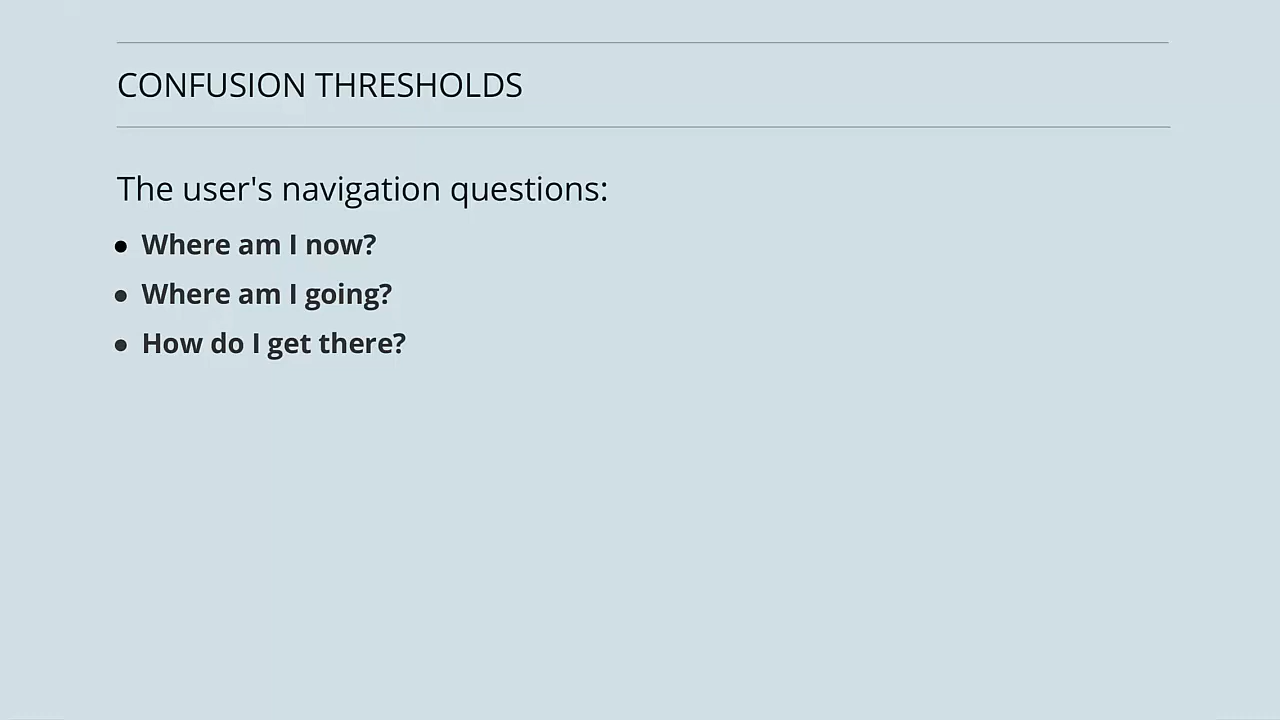 CONFUSION THRESHOLDS
The user's navigation questions:
● Where am I now?
● Where am I going?
● How do I get there?